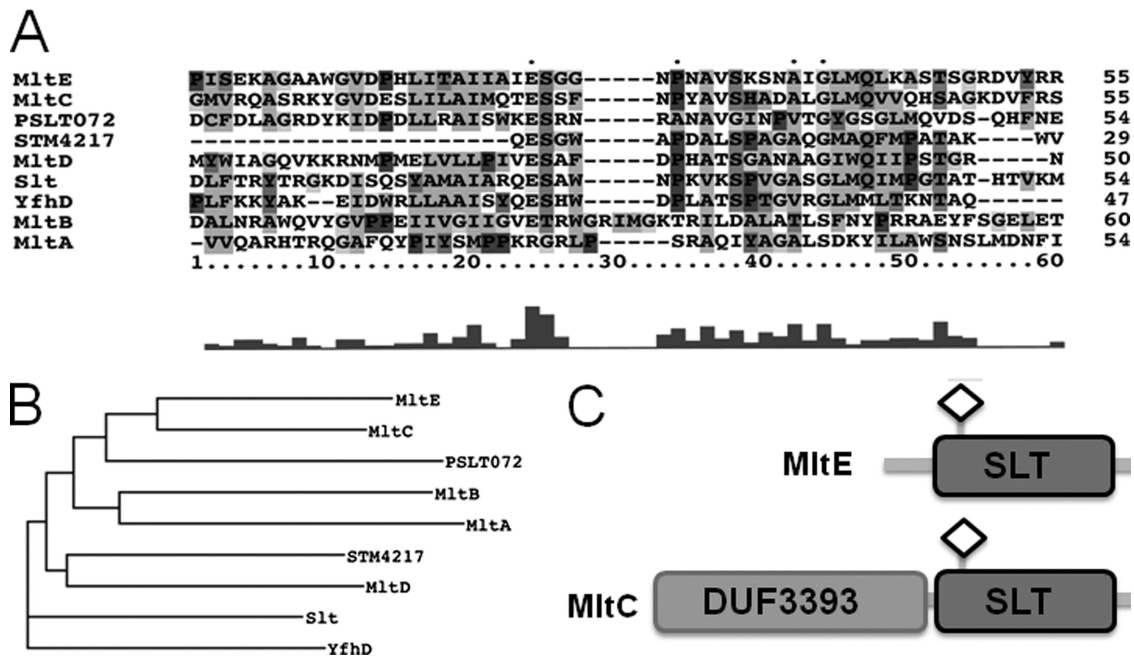 A
MltE PISEKAGAAWGVDPHLITAIIAIESGG-----NPNAVSKSNAIGLMQLKASTSGRDVYRR 55
MltC GMVRQASRKYGVDESLILAIMQTESSF-----NPYAVSHADALGLMQVVQHSAGKDVFRS 55
PSLT072 DCFDLAGRDYKIDPDLLRAISWKESRN-----RANAVGINPVTGYGSGLMQVDS-QHFNE 54
STM4217 ----------------------QESGW-----APDALSPAGAQGMAQFMPATAK----WV 29
MltD MYWIAGQVKKRNMPMELVLLPIVESAF-----DPHATSGANAAGIWQIIPSTGR-----N 50
Slt DLFTRYTRGKDISQSYAMAIARQESAW-----NPKVKSPVGASGLMQIMPGTAT-HTVKM 54
YfhD PLFKKYAK--EIDWRLLAAISYQESHW-----DPLATSPTGVRGLMMLTKNTAQ------ 47
MltB DALNRAWQVYGVPPEIIVGIIGVETRWGRIMGKTRILDALATLSFNYPRRAEYFSGELET 60
MltA -VVQARHTRQGAFQYPIYSMPPKRGRLP-----SRAQIYAGALSDKYILAWSNSLMDNFI 54
1.......10........20........30........40........50........60
B
MltE
MltC
PSLT072
MltB
MltA
STM4217
MltD
Slt
YfhD
C
MltE SLT
MltC DUF3393 SLT